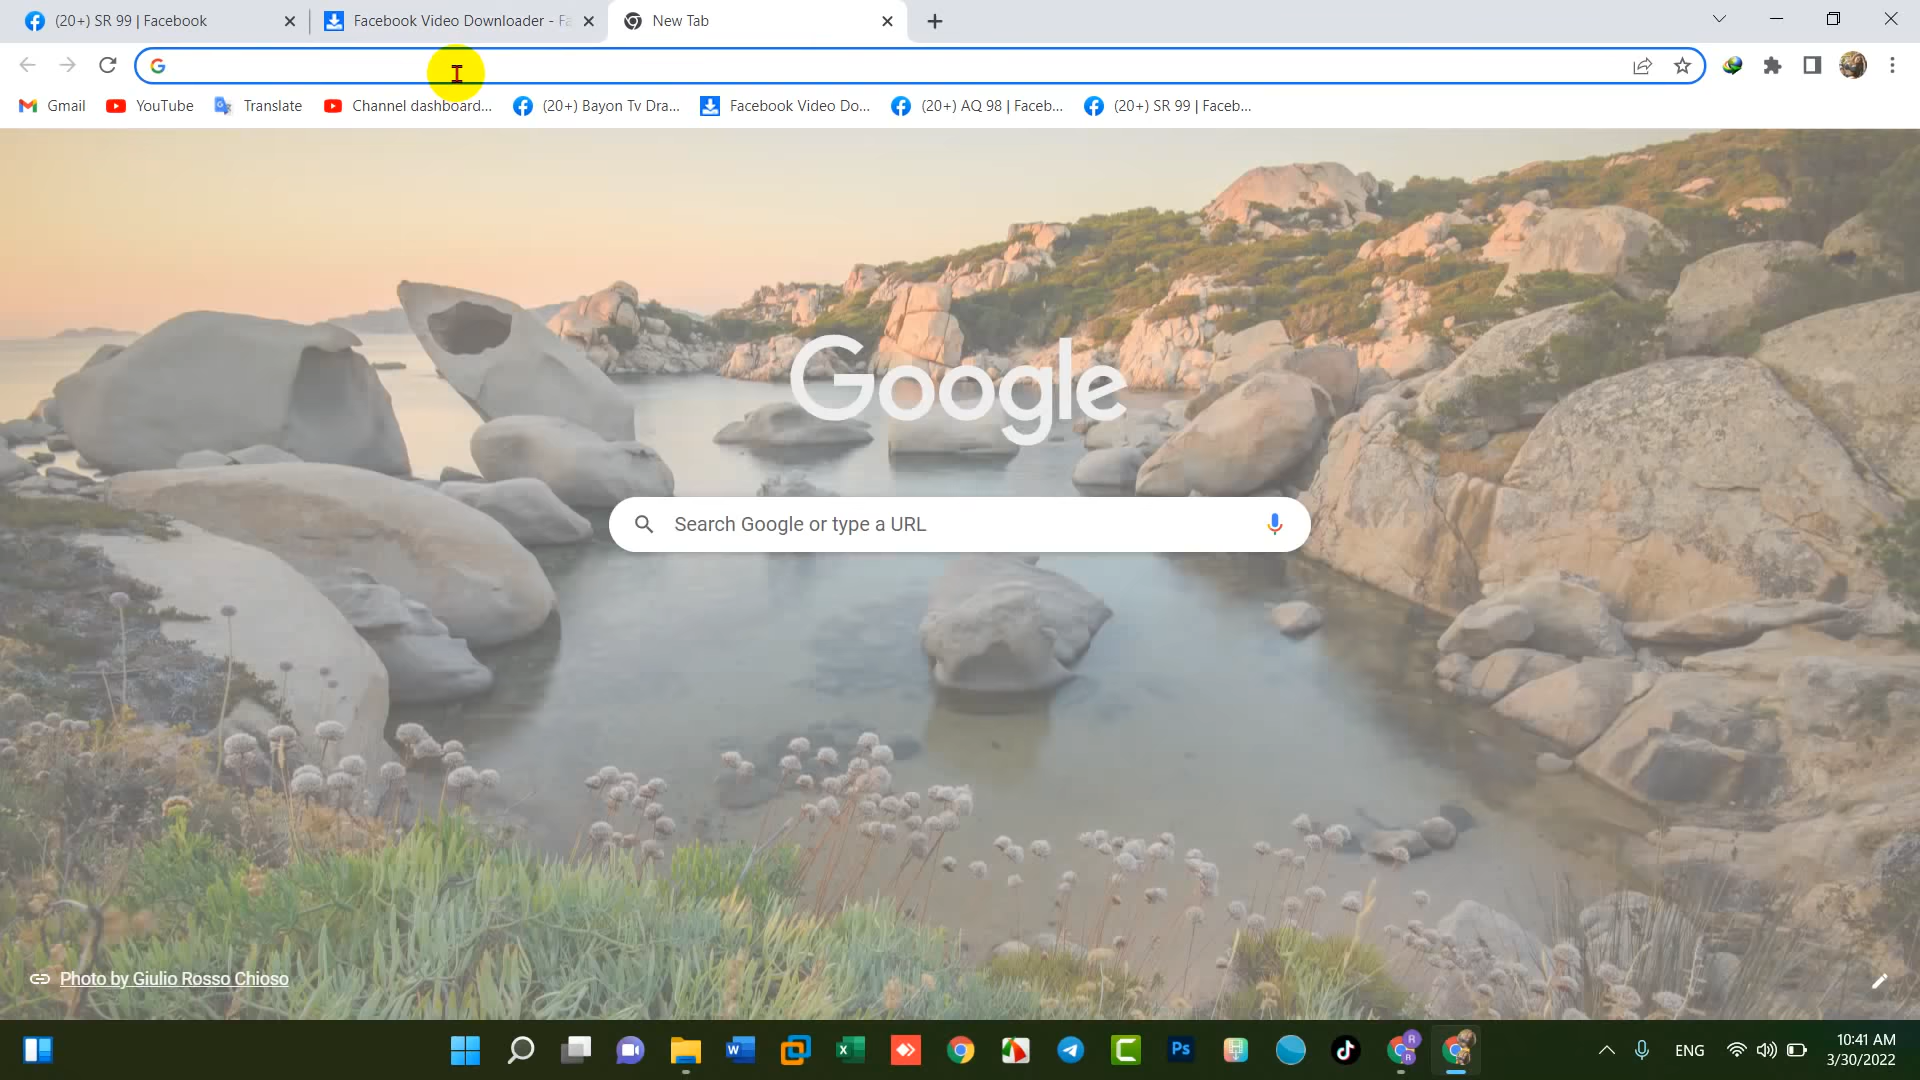 (20+) SR 99 | Facebook
Facebook Video Downloader - Fa
New Tab
Gmail
YouTube
Translate
Channel dashboard...
(20+) Bayon Tv Dra...
Facebook Video Do...
(20+) AQ 98 | Faceb...
(20+) SR 99 | Faceb...
Google
Search Google or type a URL
Photo by Giulio Rosso Chioso
ENG
10:41 AM
3/30/2022